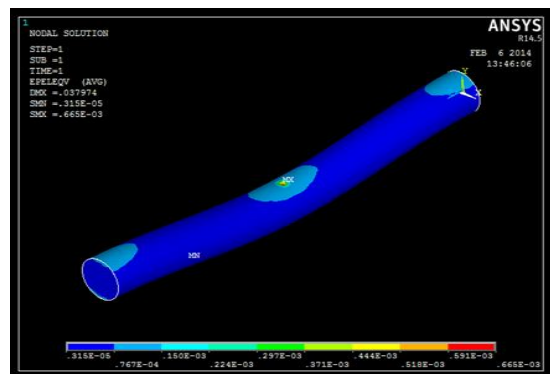 1
NODAL SOLUTION
STEP=1
SUB =1
TIME=1
EPELEQV (AVG)
DMX =.037974
SMN =.315E-05
SMX =.665E-03
ANSYS
R14.5
FEB 6 2014
13:46:06
Y
X
MX
MN
.315E-05 .150E-03 .297E-03 .444E-03 .591E-03
.767E-04 .224E-03 .371E-03 .518E-03 .665E-03